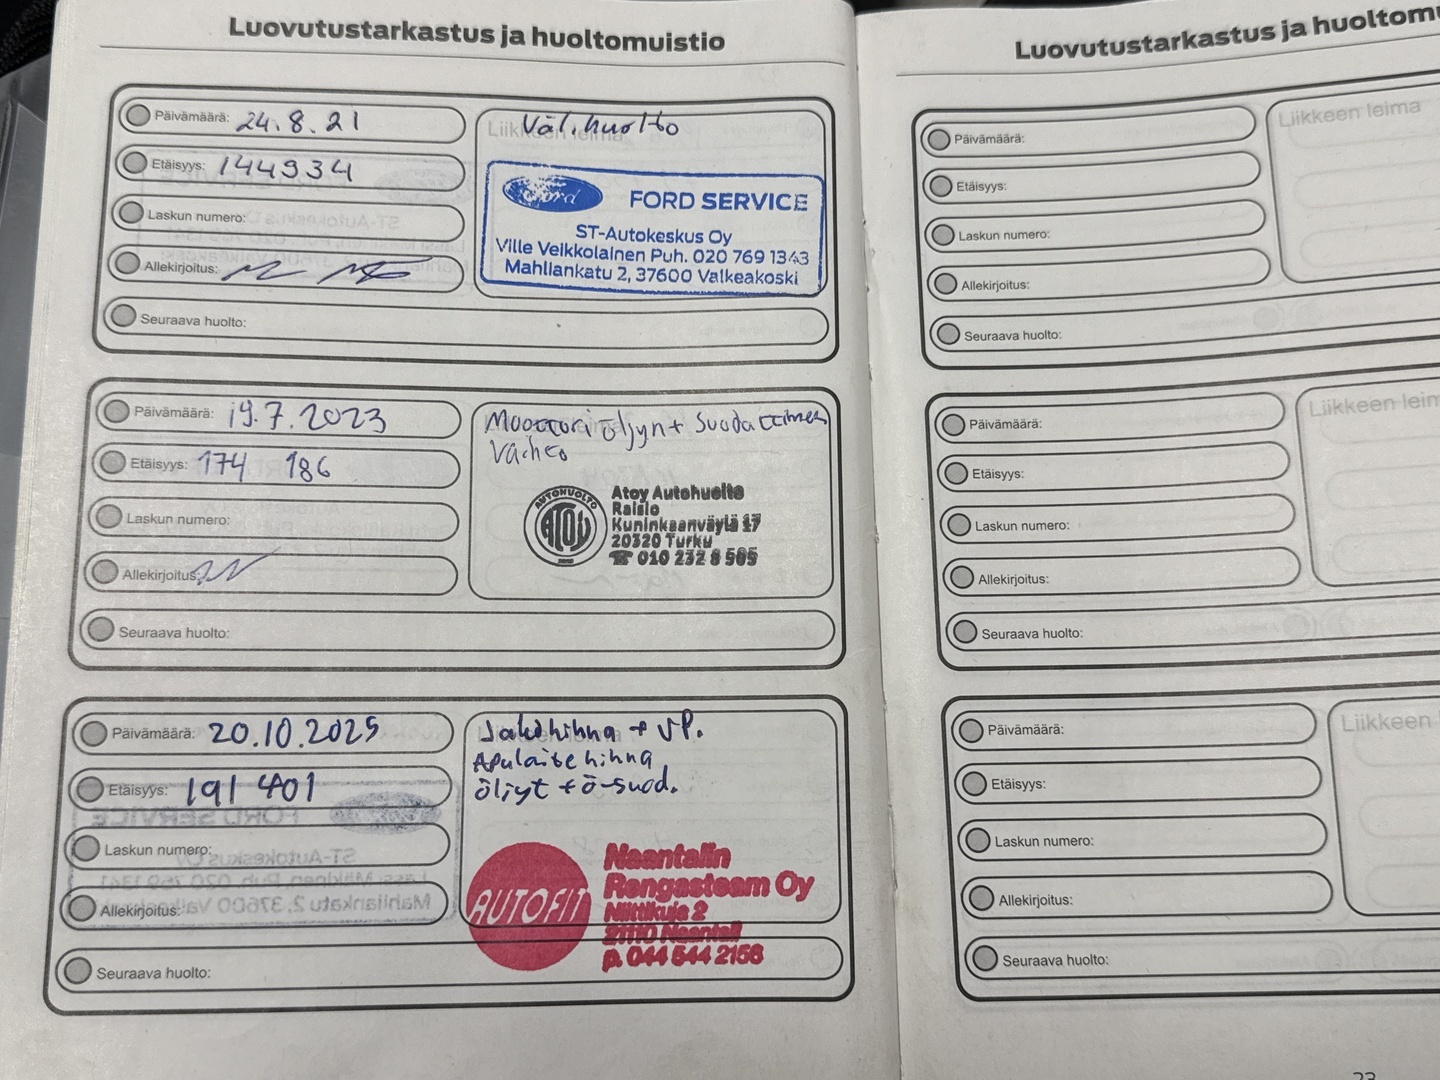 Luovutustarkastus ja huoltomuistio
Päivämäärä: 24.8.21
Etäisyys: 144934
Laskun numero:
Allekirjoitus:
Seuraava huolto:
Liikkeen leima
Välihuolto
Ford
FORD SERVICE
ST-Autokeskus Oy
Ville Veikkolainen Puh. 020 769 1343
Mahliankatu 2, 37600 Valkeakoski
Päivämäärä: 19.7.2023
Etäisyys: 174 186
Laskun numero:
Allekirjoitus:
Seuraava huolto:
Moottoriöljyn + Suodattimen
Vaihto
AUTOHUOLTO
ATOY
Atoy Autohuolto
Raisio
Kuninkaanväylä 17
20320 Turku
☎ 010 232 8 505
Päivämäärä: 20.10.2025
Etäisyys: 191 401
Laskun numero:
Allekirjoitus:
Seuraava huolto:
Jakohihna + VP.
Apulaitehihna
öljyt + ö-suod.
AUTOFIT
Naantalin
Rengasteam Oy
Niittikuja 2
21110 Naantali
p. 044 544 2156
Luovutustarkastus ja huoltomu
Päivämäärä:
Etäisyys:
Laskun numero:
Allekirjoitus:
Seuraava huolto:
Liikkeen leima
Päivämäärä:
Etäisyys:
Laskun numero:
Allekirjoitus:
Seuraava huolto:
Liikkeen leim
Päivämäärä:
Etäisyys:
Laskun numero:
Allekirjoitus:
Seuraava huolto:
Liikkeen